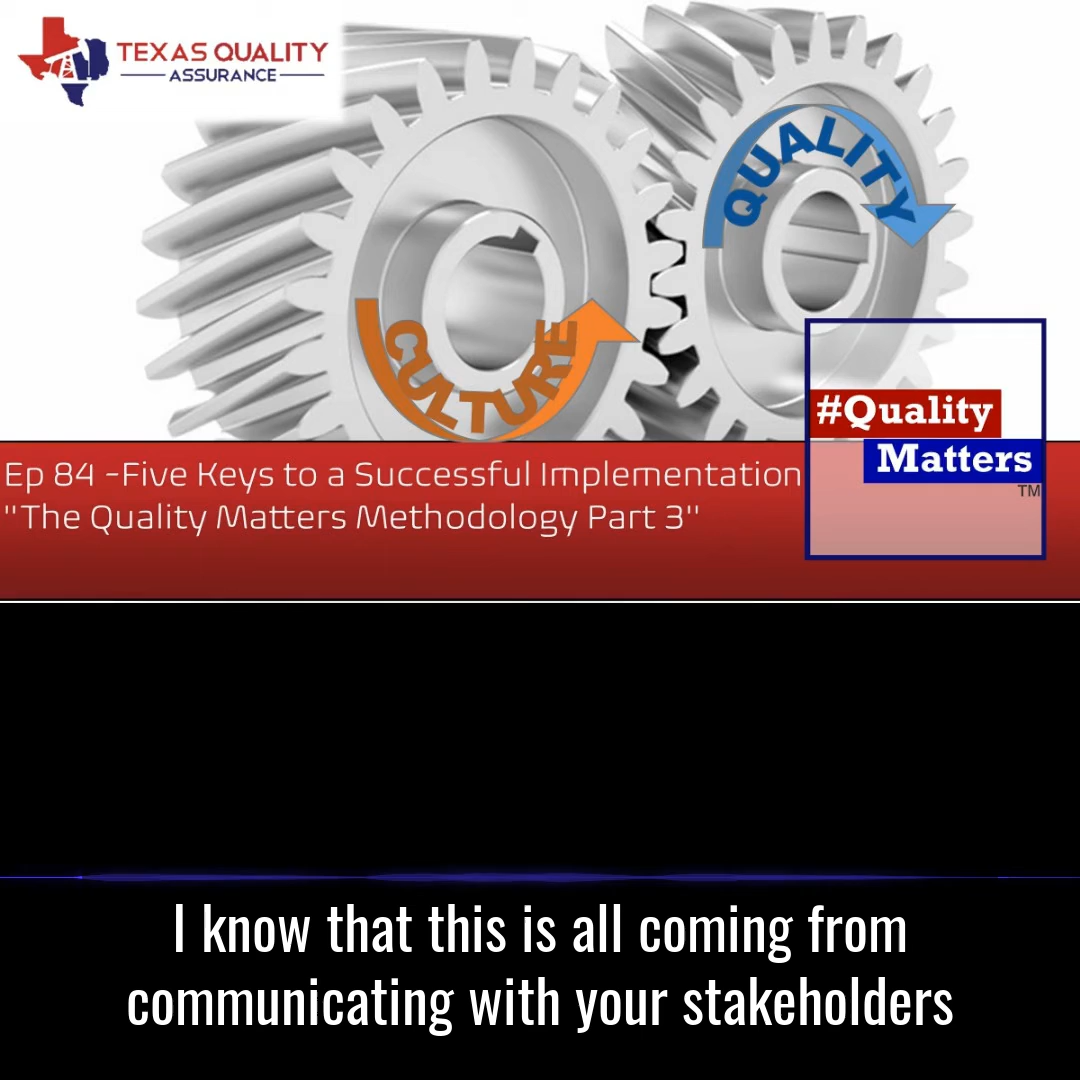 TEXAS QUALITY
ASSURANCE
QUALITY
CULTURE
#Quality
Matters
TM
Ep 84 -Five Keys to a Successful Implementation
"The Quality Matters Methodology Part 3"
I know that this is all coming from
communicating with your stakeholders